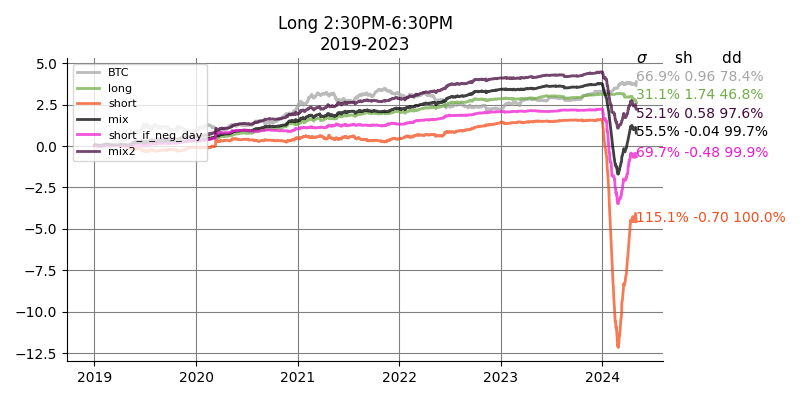 Long 2:30PM-6:30PM
2019-2023
σ sh dd
66.9% 0.96 78.4%
31.1% 1.74 46.8%
52.1% 0.58 97.6%
55.5% -0.04 99.7%
69.7% -0.48 99.9%
115.1% -0.70 100.0%
BTC
long
short
mix
short_if_neg_day
mix2
5.0
2.5
0.0
−2.5
−5.0
−7.5
−10.0
−12.5
2019 2020 2021 2022 2023 2024